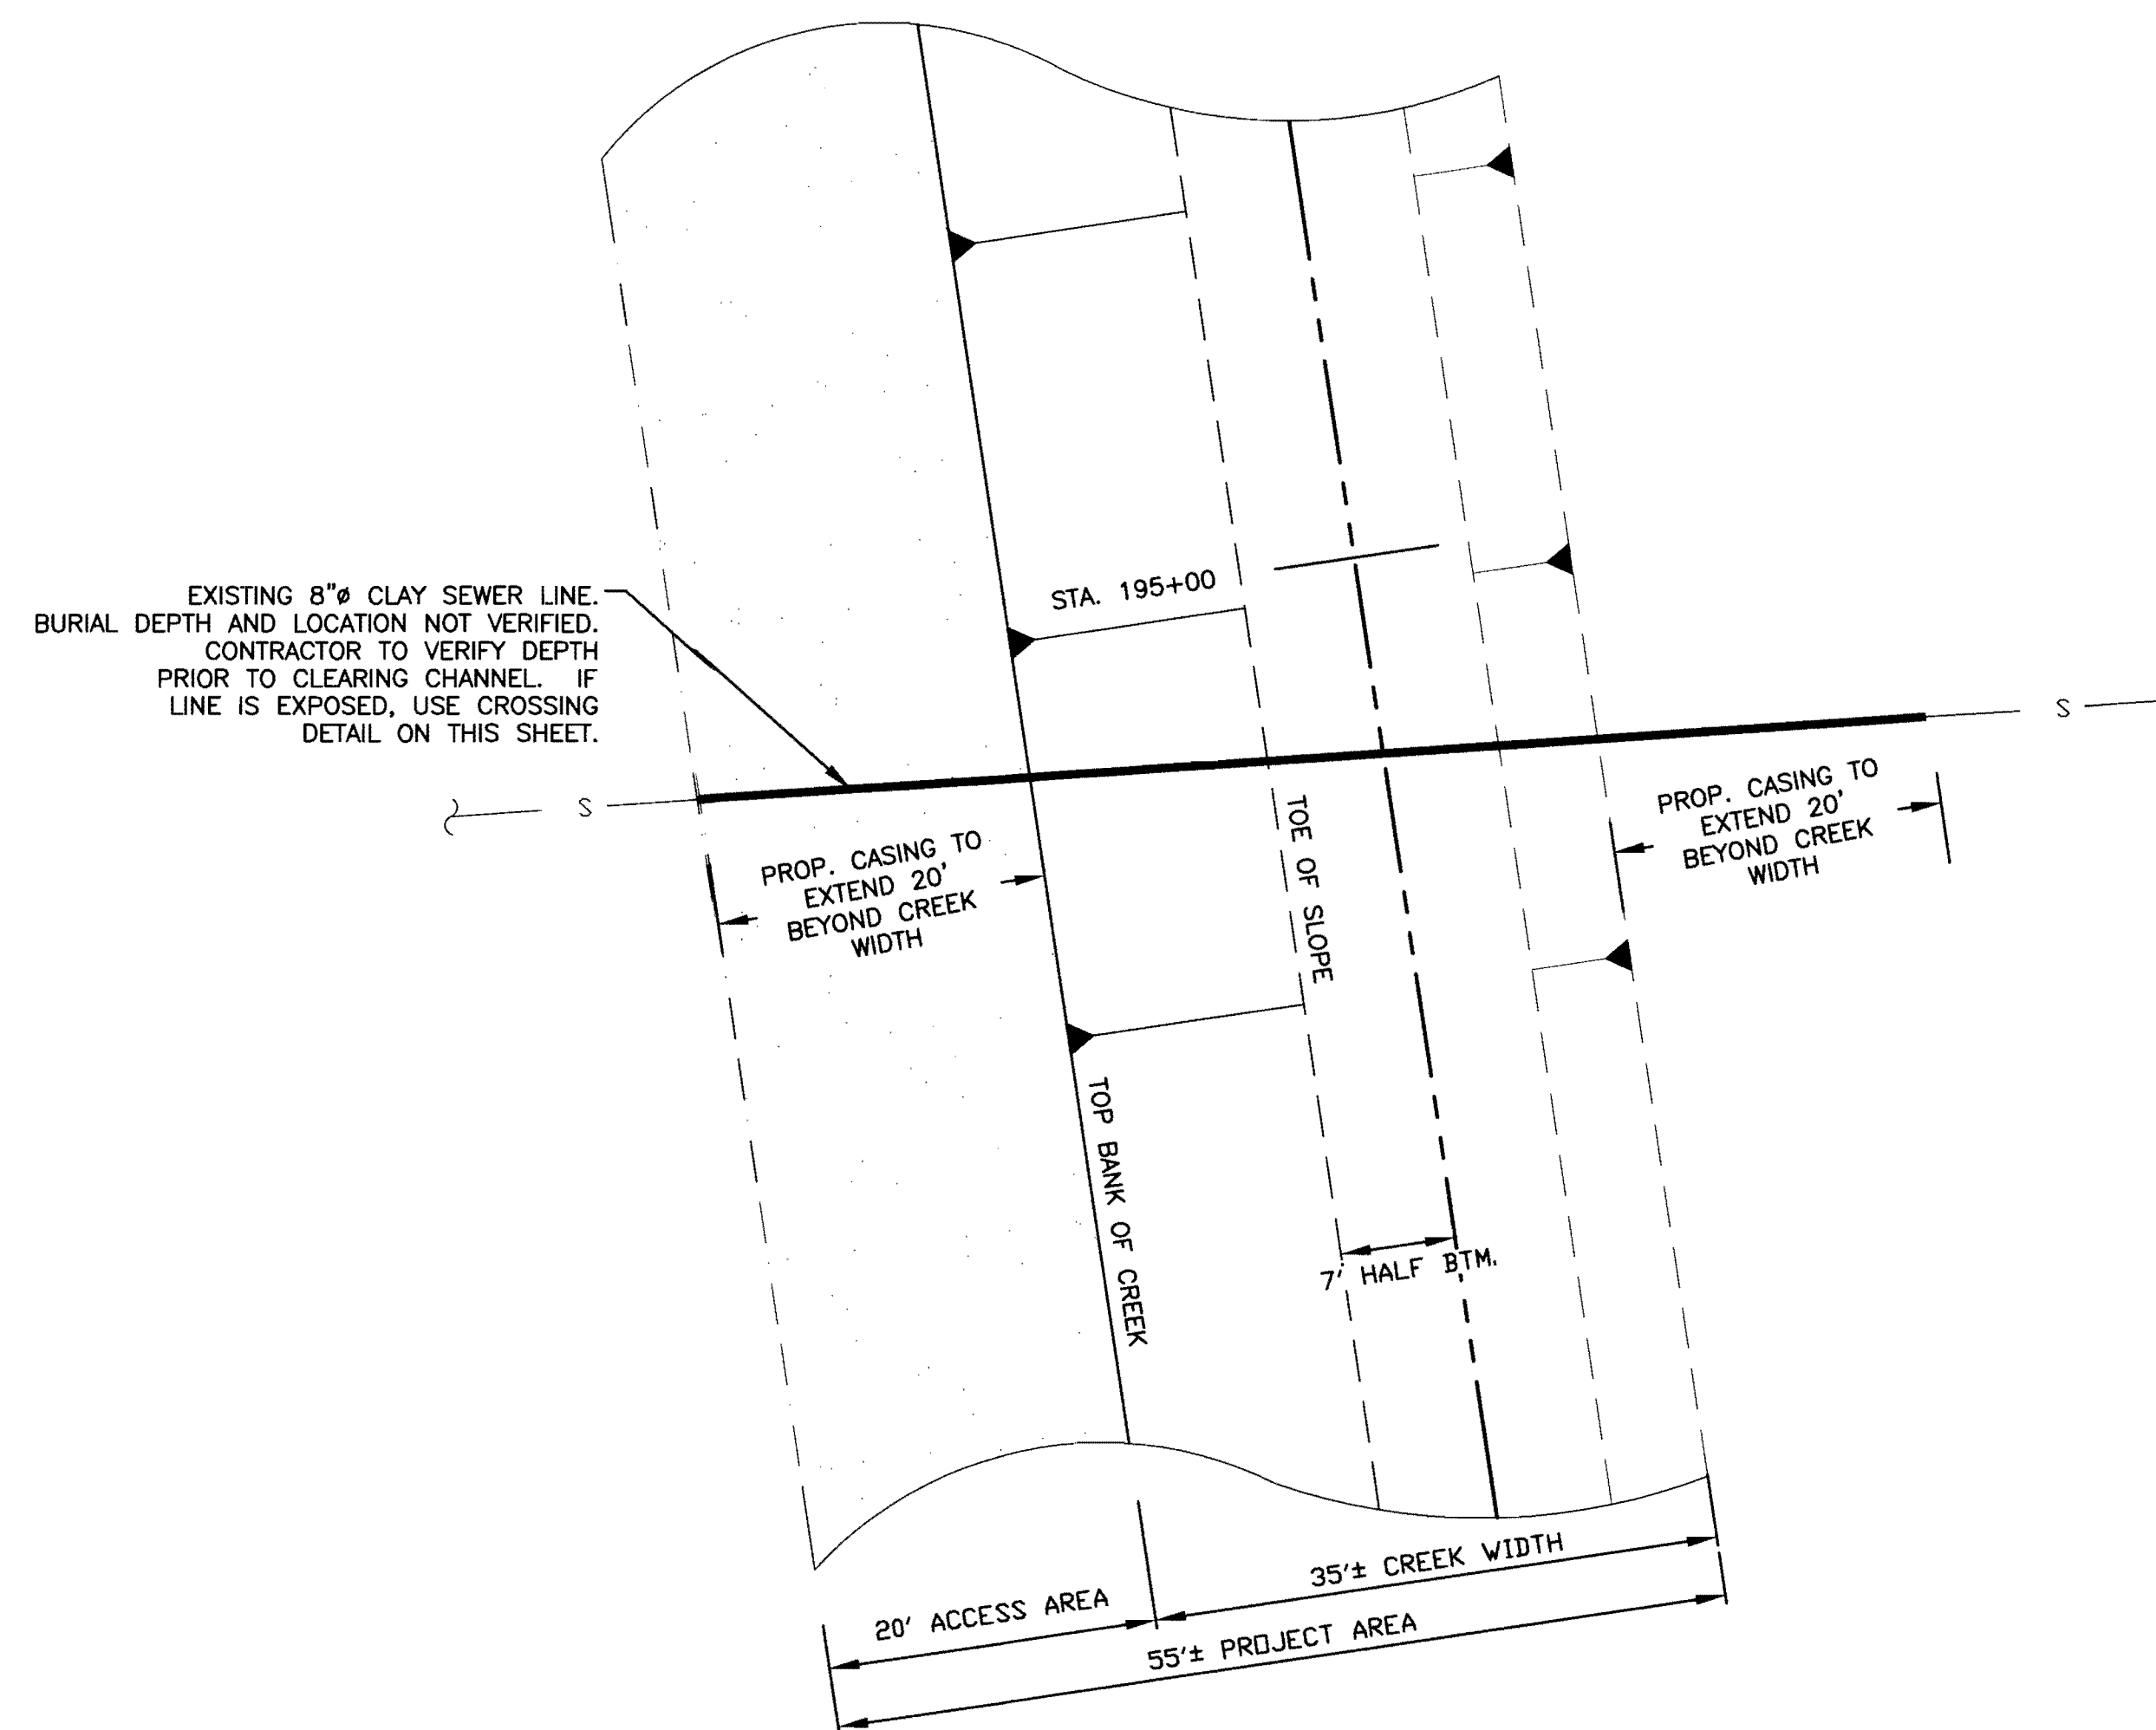 EXISTING 8"ø CLAY SEWER LINE.
BURIAL DEPTH AND LOCATION NOT VERIFIED.
CONTRACTOR TO VERIFY DEPTH
PRIOR TO CLEARING CHANNEL. IF
LINE IS EXPOSED, USE CROSSING
DETAIL ON THIS SHEET.
STA. 195+00
S
S
PROP. CASING TO
EXTEND 20'
BEYOND CREEK
WIDTH
PROP. CASING TO
EXTEND 20'
BEYOND CREEK
WIDTH
TOE OF SLOPE
TOP BANK OF CREEK
7' HALF BTM.
35'± CREEK WIDTH
20' ACCESS AREA
55'± PROJECT AREA